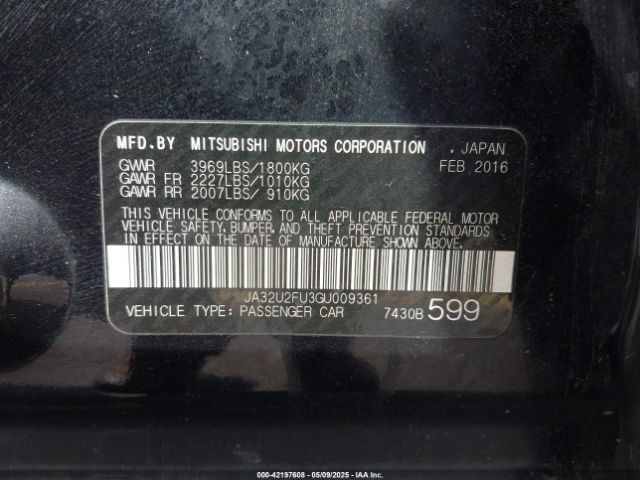 MFD.BY MITSUBISHI MOTORS CORPORATION , JAPAN
GVWR 3969LBS/1800KG FEB 2016
GAWR FR 2227LBS/1010KG
GAWR RR 2007LBS/ 910KG
THIS VEHICLE CONFORMS TO ALL APPLICABLE FEDERAL MOTOR
VEHICLE SAFETY, BUMPER, AND THEFT PREVENTION STANDARDS
IN EFFECT ON THE DATE OF MANUFACTURE SHOWN ABOVE.
JA32U2FU3GU009361
VEHICLE TYPE: PASSENGER CAR 7430B 599
000-42197608 - 05/09/2025 - IAA Inc.